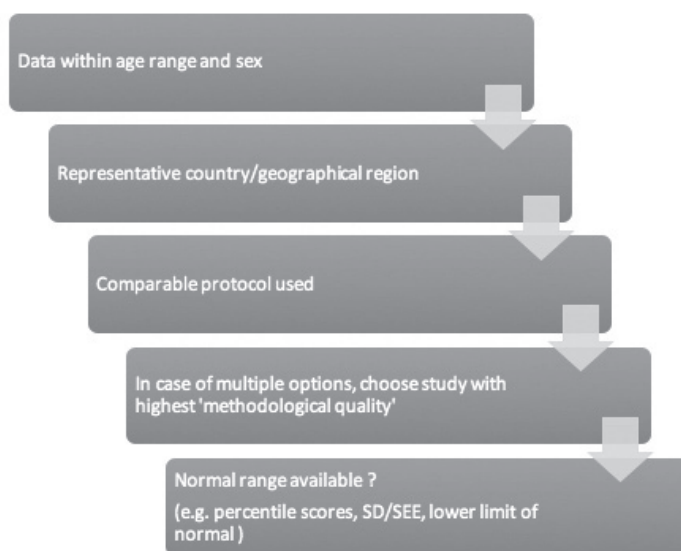 Data within age range and sex
Representative country/geographical region
Comparable protocol used
In case of multiple options, choose study with
highest 'methodological quality'
Normal range available ?
(e.g. percentile scores, SD/SEE, lower limit of
normal )